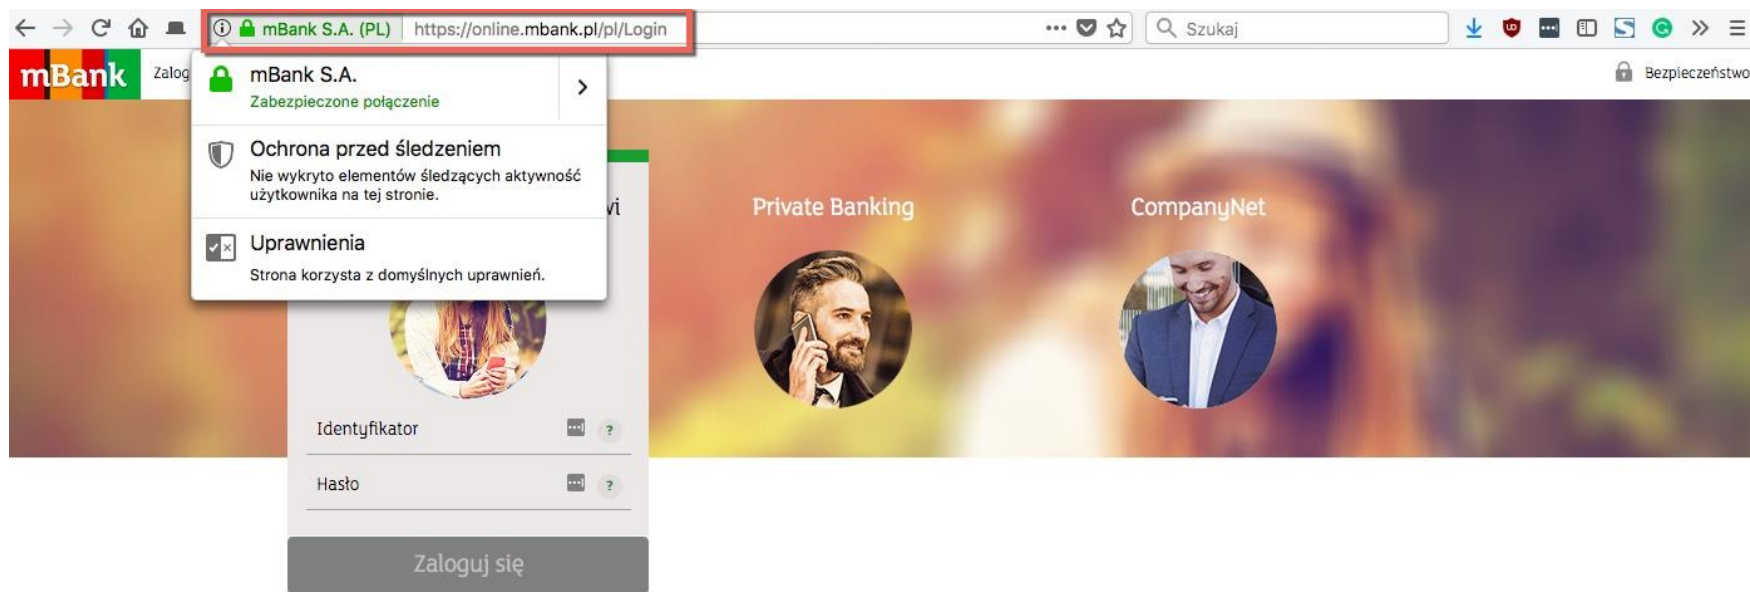 mBank S.A. (PL) https://online.mbank.pl/pl/Login
Szukaj
mBank
Zalog
Bezpieczeństwo
mBank S.A.
Zabezpieczone połączenie
Ochrona przed śledzeniem
Nie wykryto elementów śledzących aktywność
użytkownika na tej stronie.
Uprawnienia
Strona korzysta z domyślnych uprawnień.
vi
Private Banking
CompanyNet
Identyfikator
?
Hasło
?
Zaloguj się